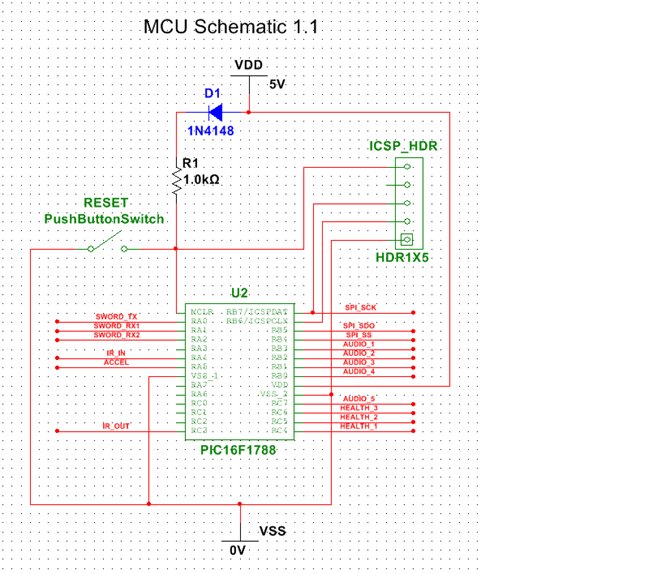 MCU Schematic 1.1
VDD
5V
D1
1N4148
ICSP_HDR
R1
1.0kΩ
RESET
PushButtonSwitch
HDR1X5
U2
MCLR RB7/ICSPDAT SPI_SCK
SWORD_TX RA0 RB6/ICSPCLK
SWORD_RX1 RA1 RB5 SPI_SDO
SWORD_RX2 RA2 RB4 SPI_SS
RA3 RB3 AUDIO_1
IR_IN RA4 RB2 AUDIO_2
ACCEL RA5 RB1 AUDIO_3
VSS_1 RB0 AUDIO_4
RA7 VDD
RA6 VSS_2
RC0 RC7 AUDIO_5
RC1 RC6 HEALTH_3
RC2 RC5 HEALTH_2
IR_OUT RC3 RC4 HEALTH_1
PIC16F1788
VSS
0V